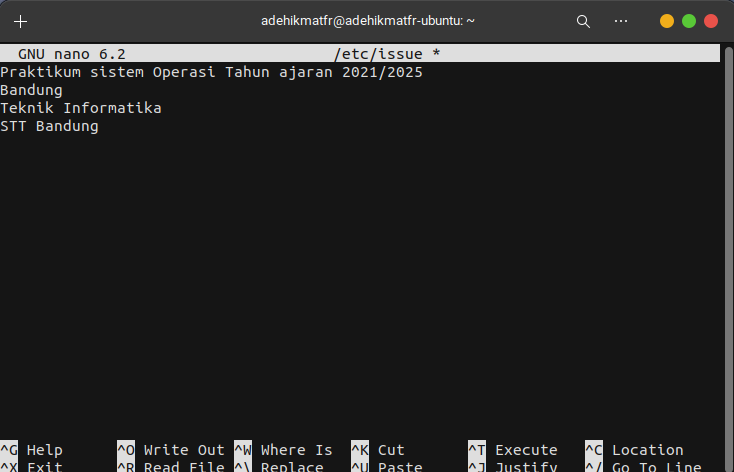 adehikmatfr@adehikmatfr-ubuntu: ~
GNU nano 6.2 /etc/issue *
Praktikum sistem Operasi Tahun ajaran 2021/2025
Bandung
Teknik Informatika
STT Bandung
^G Help ^O Write Out ^W Where Is ^K Cut ^T Execute ^C Location
^X Exit ^R Read File ^\ Replace ^U Paste ^J Justify ^/ Go To Line